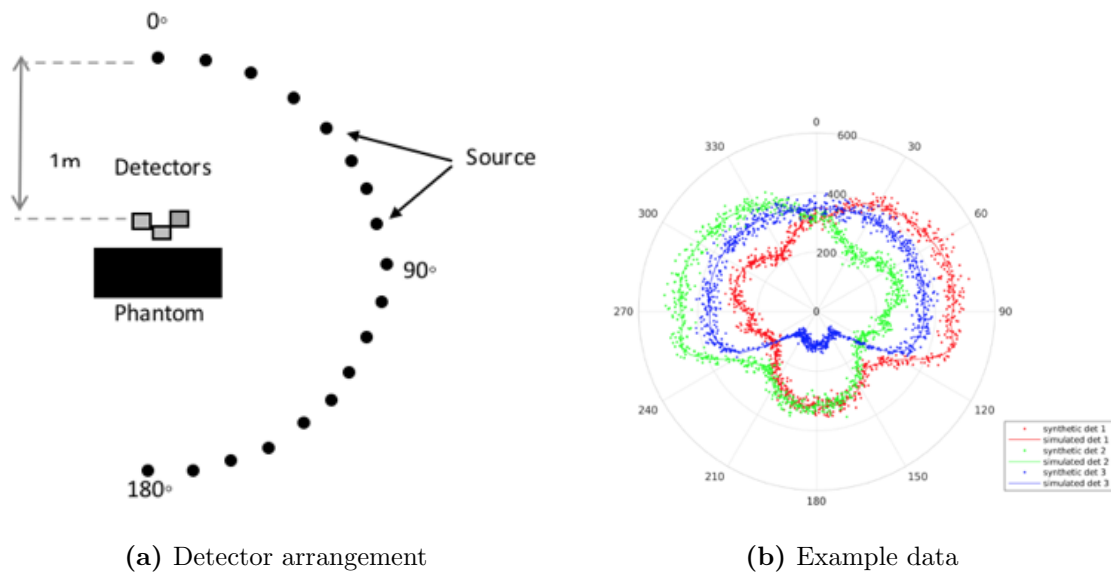 0°
1m
Detectors
Source
90°
Phantom
180°
(a) Detector arrangement
0
330
600
30
300
400
60
200
270
0
90
240
120
210
150
180
synthetic det 1
simulated det 1
synthetic det 2
simulated det 2
synthetic det 3
simulated det 3
(b) Example data